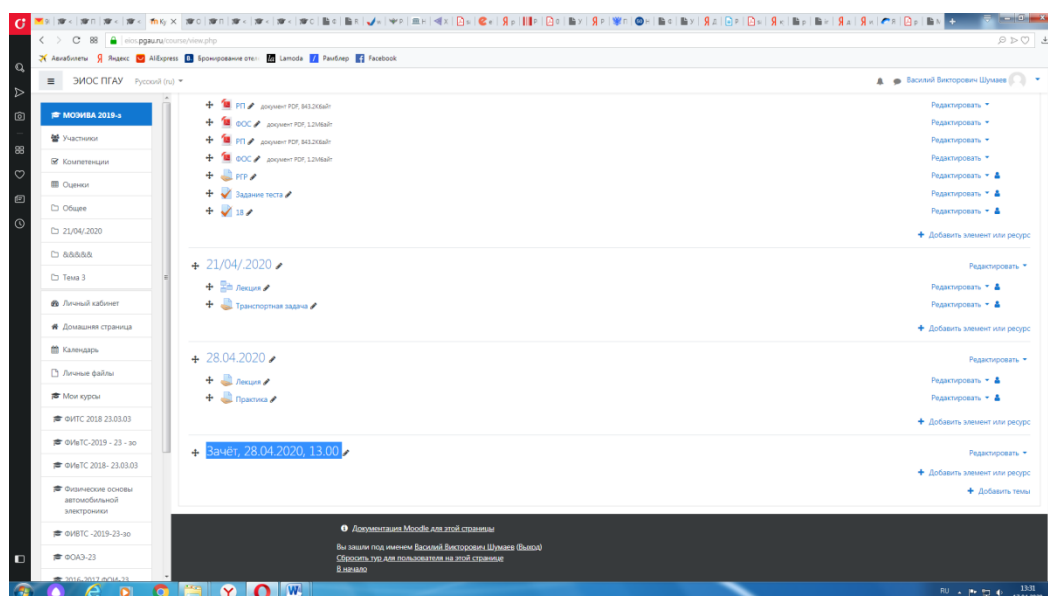 eios.pgau.ru/course/view.php
Авиабилеты Яндекс AliExpress Бронирование отел Lamoda Рамблер Facebook
ЭИОС ПГАУ Русский (ru)
Василий Викторович Шумаев
МОЭИВА 2019-з
Участники
Компетенции
Оценки
Общее
21/04/.2020
&&&&&
Тема 3
Личный кабинет
Домашняя страница
Календарь
Личные файлы
Мои курсы
ФИТС 2018 23.03.03
ФИвТС-2019 - 23 - зо
ФИвТС 2018- 23.03.03
Физические основы
автомобильной
электроники
ФИВТС -2019-23-зо
ФОАЭ-23
2016-2017 ФОИА-23
РП документ PDF, 843.2Кбайт Редактировать
ФОС документ PDF, 1.2Мбайт Редактировать
РП документ PDF, 843.2Кбайт Редактировать
ФОС документ PDF, 1.2Мбайт Редактировать
РГР Редактировать
Задание теста Редактировать
18 Редактировать
Добавить элемент или ресурс
21/04/.2020 Редактировать
Лекция Редактировать
Транспортная задача Редактировать
Добавить элемент или ресурс
28.04.2020 Редактировать
Лекция Редактировать
Практика Редактировать
Добавить элемент или ресурс
Зачёт, 28.04.2020, 13.00 Редактировать
Добавить элемент или ресурс
Добавить темы
Документация Moodle для этой страницы
Вы зашли под именем Василий Викторович Шумаев (Выход)
Сбросить тур для пользователя на этой странице
В начало
RU 13:31